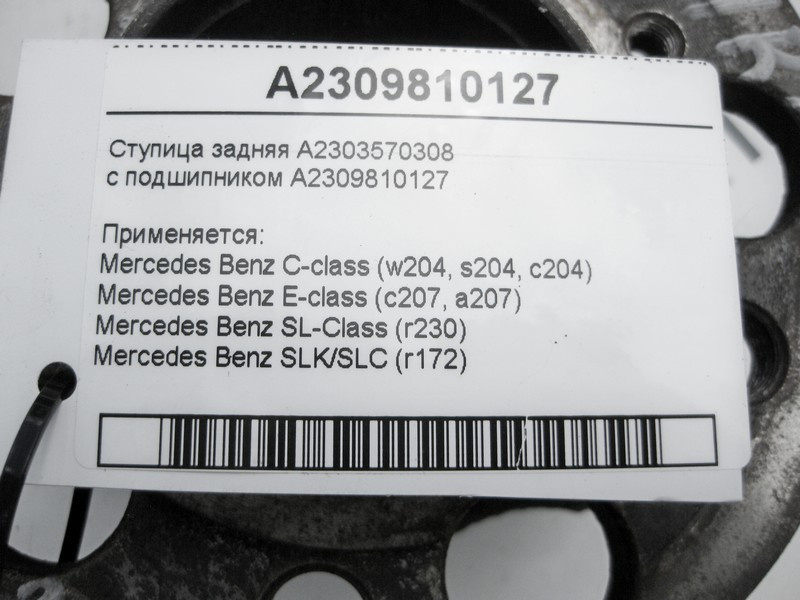 A2309810127
Ступица задняя A2303570308
с подшипником A2309810127
Применяется:
Mercedes Benz C-class (w204, s204, c204)
Mercedes Benz E-class (c207, a207)
Mercedes Benz SL-Class (r230)
Mercedes Benz SLK/SLC (r172)